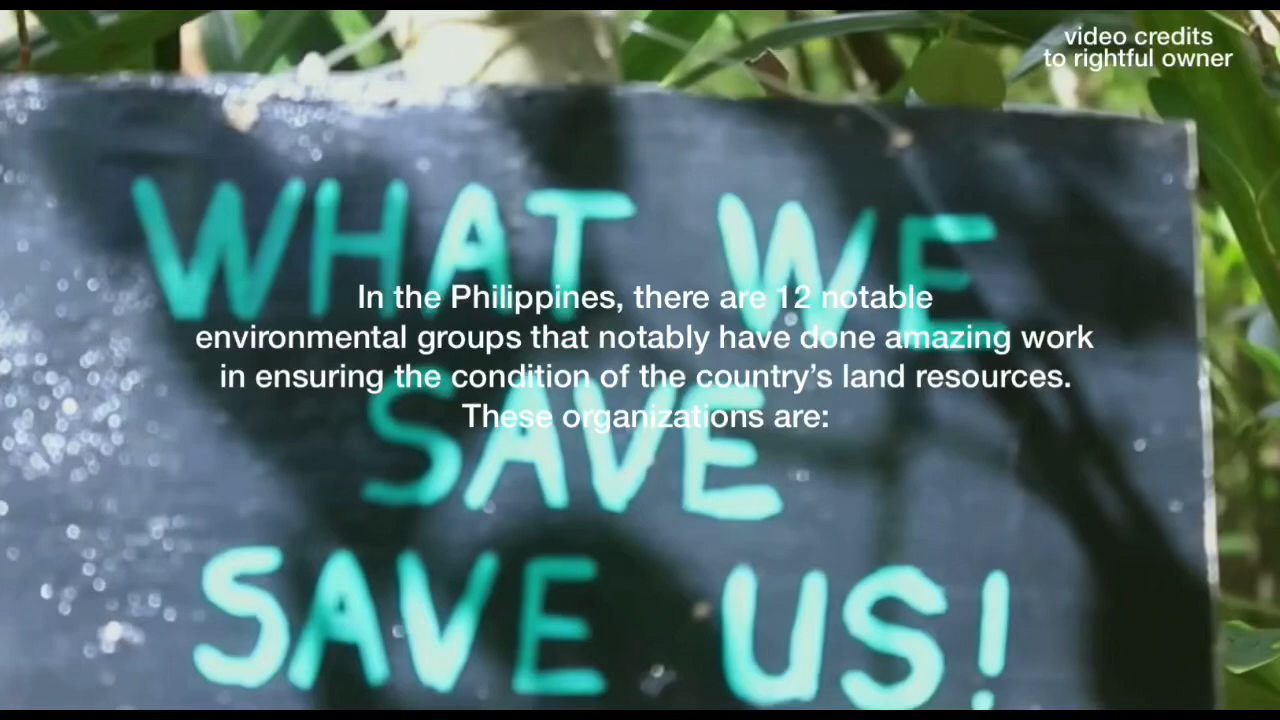 video credits
to rightful owner
WHAT WE
In the Philippines, there are 12 notable
environmental groups that notably have done amazing work
in ensuring the condition of the country's land resources.
These organizations are:
SAVE
SAVE US!